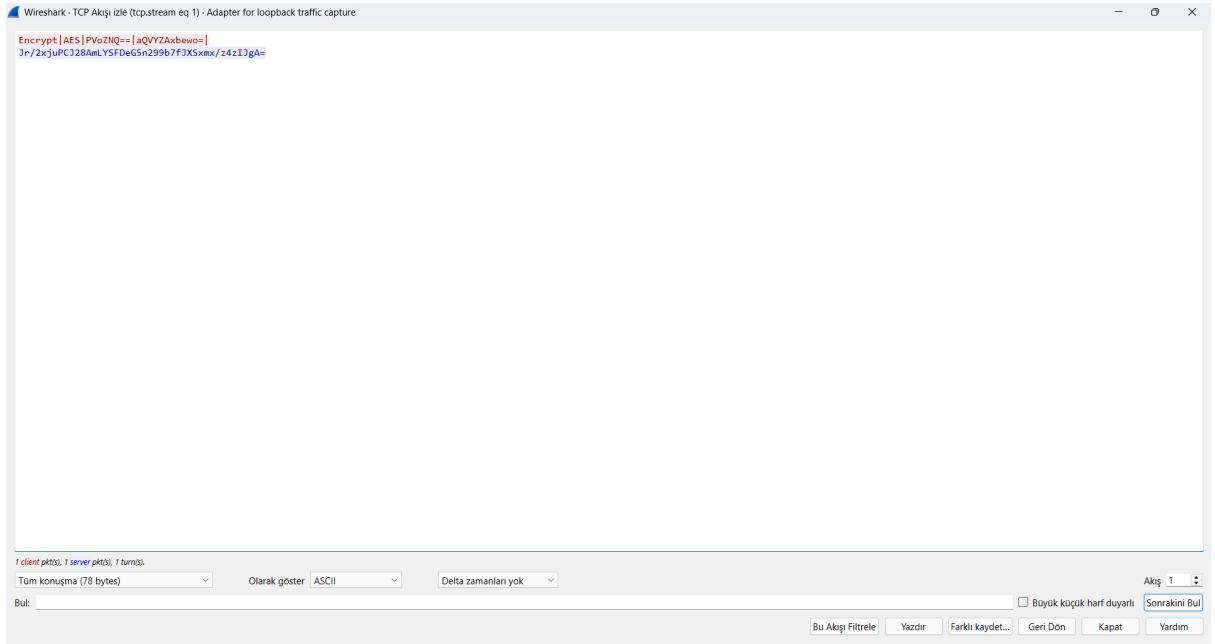 Wireshark · TCP Akışı izle (tcp.stream eq 1) · Adapter for loopback traffic capture
Encrypt|AES|PVoZNQ==|aQVYZAxbewo=|
Jr/2xjuPCJ28AmLYSFDeG5n299b7fJXSxmx/z4zIJgA=
1 client pkt(s), 1 server pkt(s), 1 turn(s).
Tüm konuşma (78 bytes) Olarak göster ASCII Delta zamanları yok Akış 1
Bul: Büyük küçük harf duyarlı Sonrakini Bul
Bu Akışı Filtrele Yazdır Farklı kaydet... Geri Dön Kapat Yardım